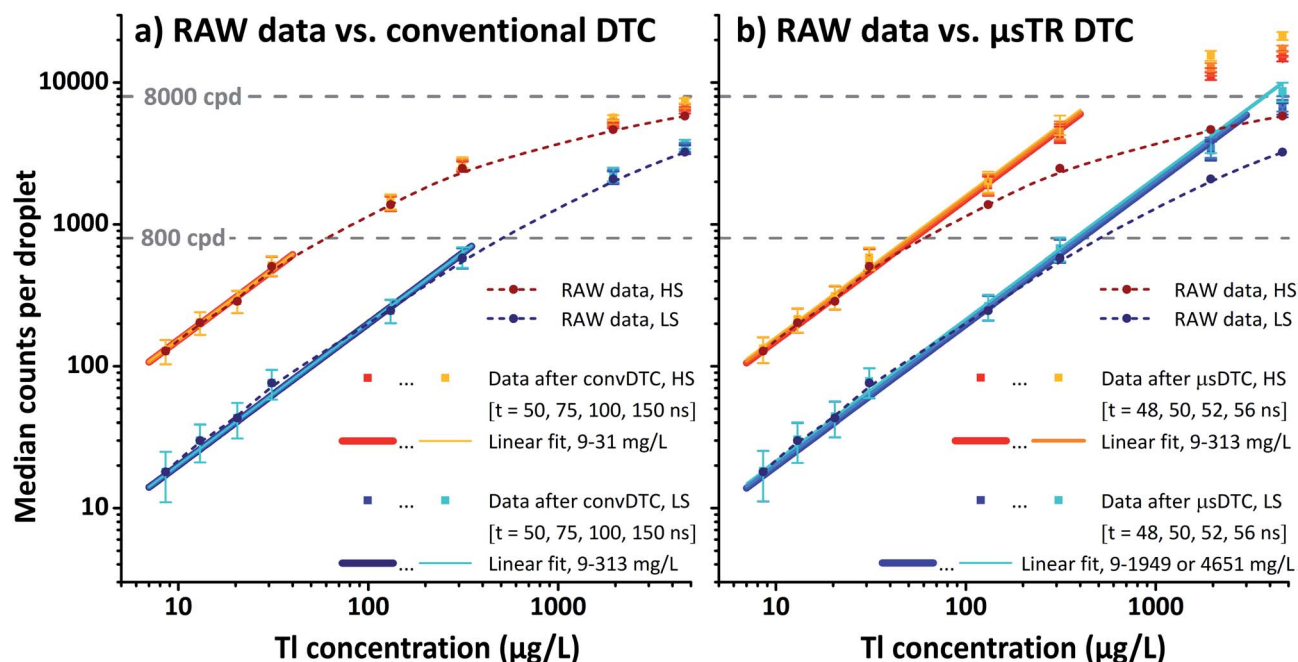 a) RAW data vs. conventional DTC
8000 cpd
800 cpd
RAW data, HS
RAW data, LS
... Data after convDTC, HS
[t = 50, 75, 100, 150 ns]
... Linear fit, 9-31 mg/L
... Data after convDTC, LS
[t = 50, 75, 100, 150 ns]
... Linear fit, 9-313 mg/L
b) RAW data vs. µsTR DTC
RAW data, HS
RAW data, LS
... Data after µsDTC, HS
[t = 48, 50, 52, 56 ns]
... Linear fit, 9-313 mg/L
... Data after µsDTC, LS
[t = 48, 50, 52, 56 ns]
... Linear fit, 9-1949 or 4651 mg/L
Median counts per droplet
10000
1000
100
10
10 100 1000
10 100 1000
Tl concentration (µg/L)
Tl concentration (µg/L)